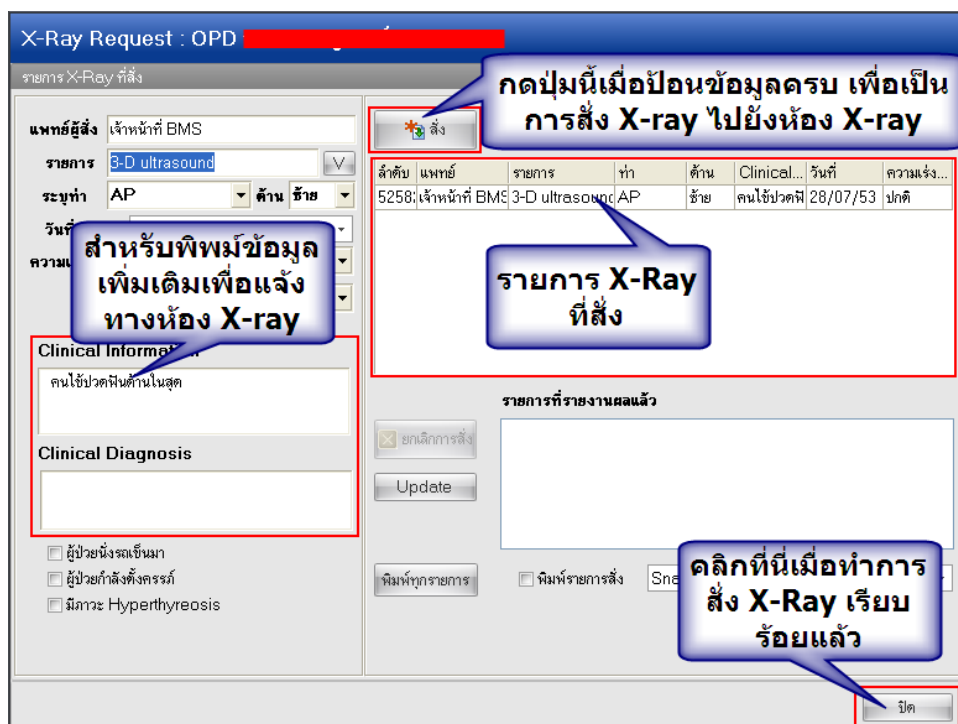 X-Ray Request : OPD
รายการ X-Ray ที่สั่ง
กดปุ่มนี้เมื่อป้อนข้อมูลครบ เพื่อเป็น
การสั่ง X-ray ไปยังห้อง X-ray
แพทย์ผู้สั่ง เจ้าหน้าที่ BMS
สั่ง
รายการ 3-D ultrasound V
ระบุท่า AP ด้าน ซ้าย
วันที่
สำหรับพิพม์ข้อมูล
เพิ่มเติมเพื่อแจ้ง
ทางห้อง X-ray
ลำดับ แพทย์ รายการ ท่า ด้าน Clinical... วันที่ ความเร่ง...
5258 เจ้าหน้าที่ BMS 3-D ultrasound AP ซ้าย คนไข้ปวดฟั 28/07/53 ปกติ
รายการ X-Ray
ที่สั่ง
Clinical Information
คนไข้ปวดฟันด้านในสุด
Clinical Diagnosis
ผู้ป่วยนั่งรถเข็นมา
ผู้ป่วยกำลังตั้งครรภ์
มีภาวะ Hyperthyreosis
รายการที่รายงานผลแล้ว
ยกเลิกการสั่ง
Update
พิมพ์ทุกรายการ พิมพ์รายการสั่ง Sna
คลิกที่นี่เมื่อทำการ
สั่ง X-Ray เรียบ
ร้อยแล้ว
ปิด